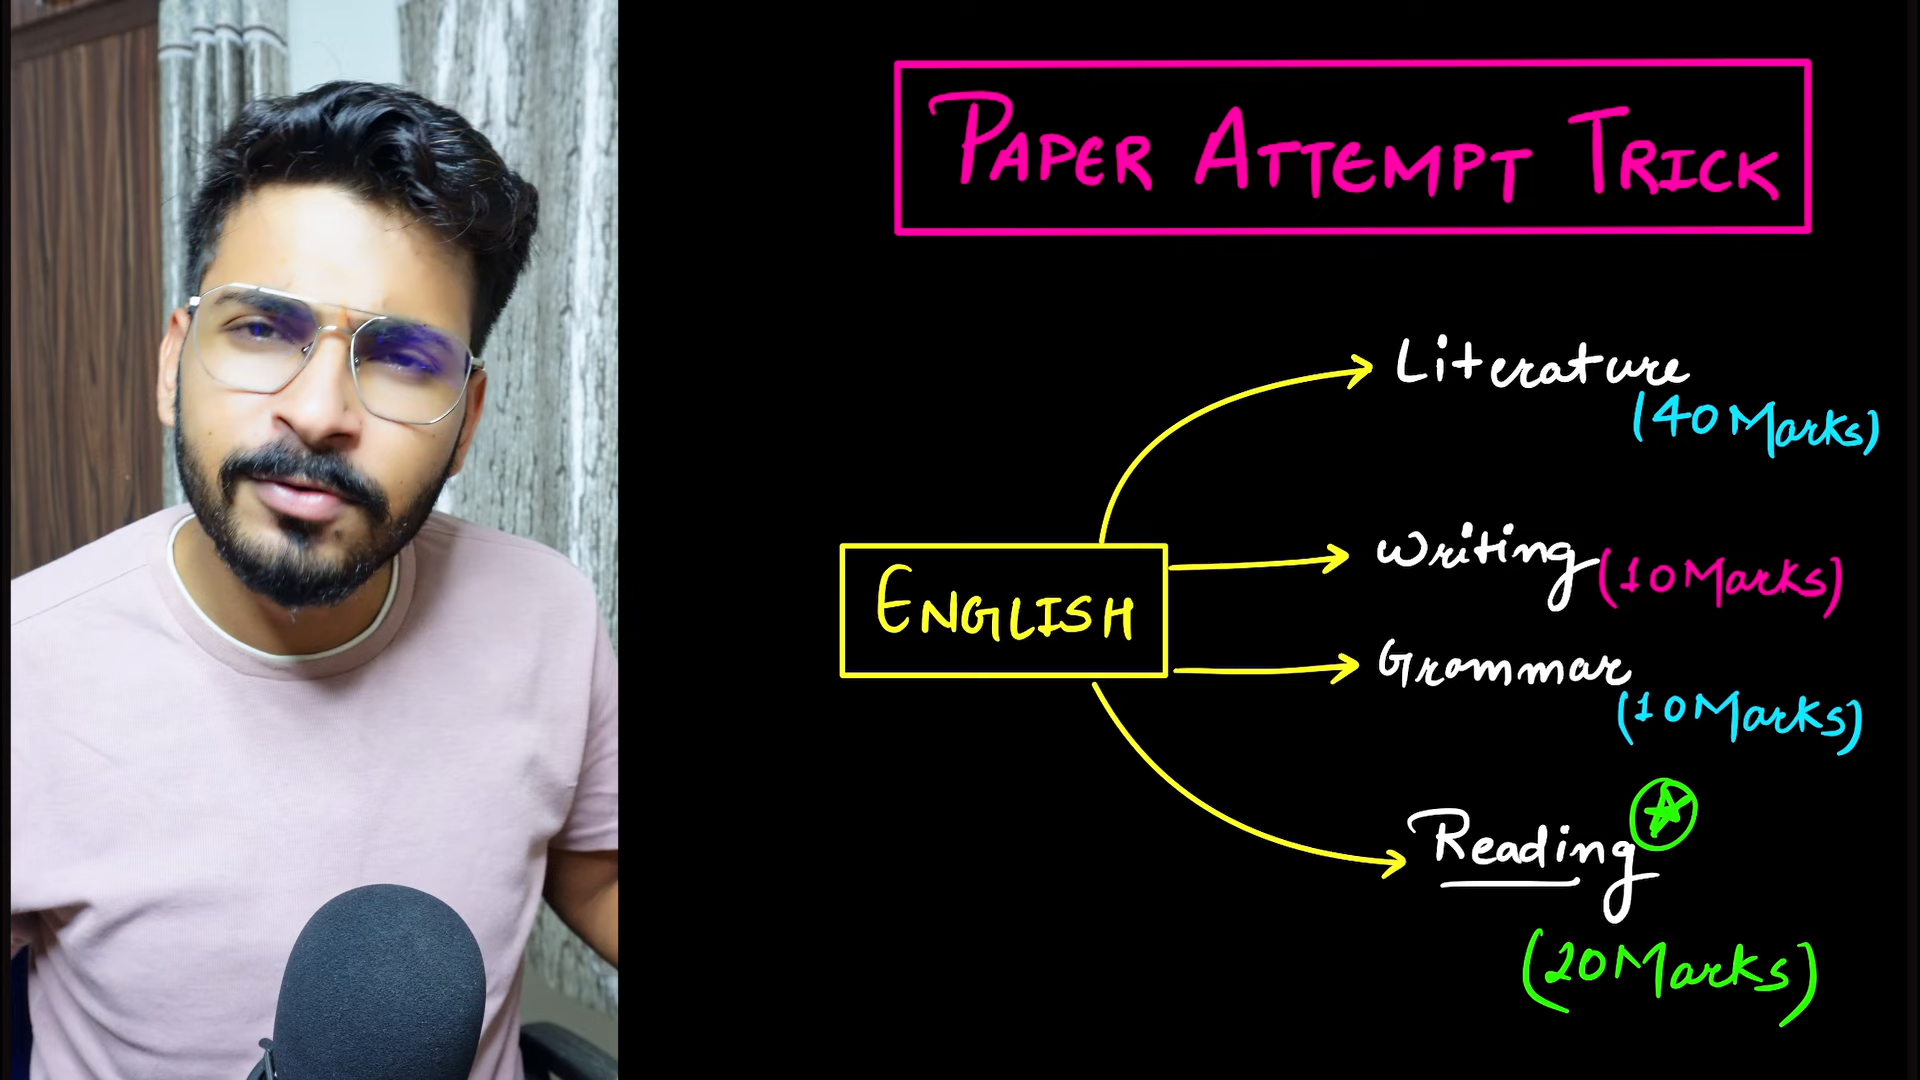 PAPER ATTEMPT TRICK
Literature
(40 Marks)
ENGLISH
Writing (10 Marks)
Grammar
(10 Marks)
Reading
(20 Marks)